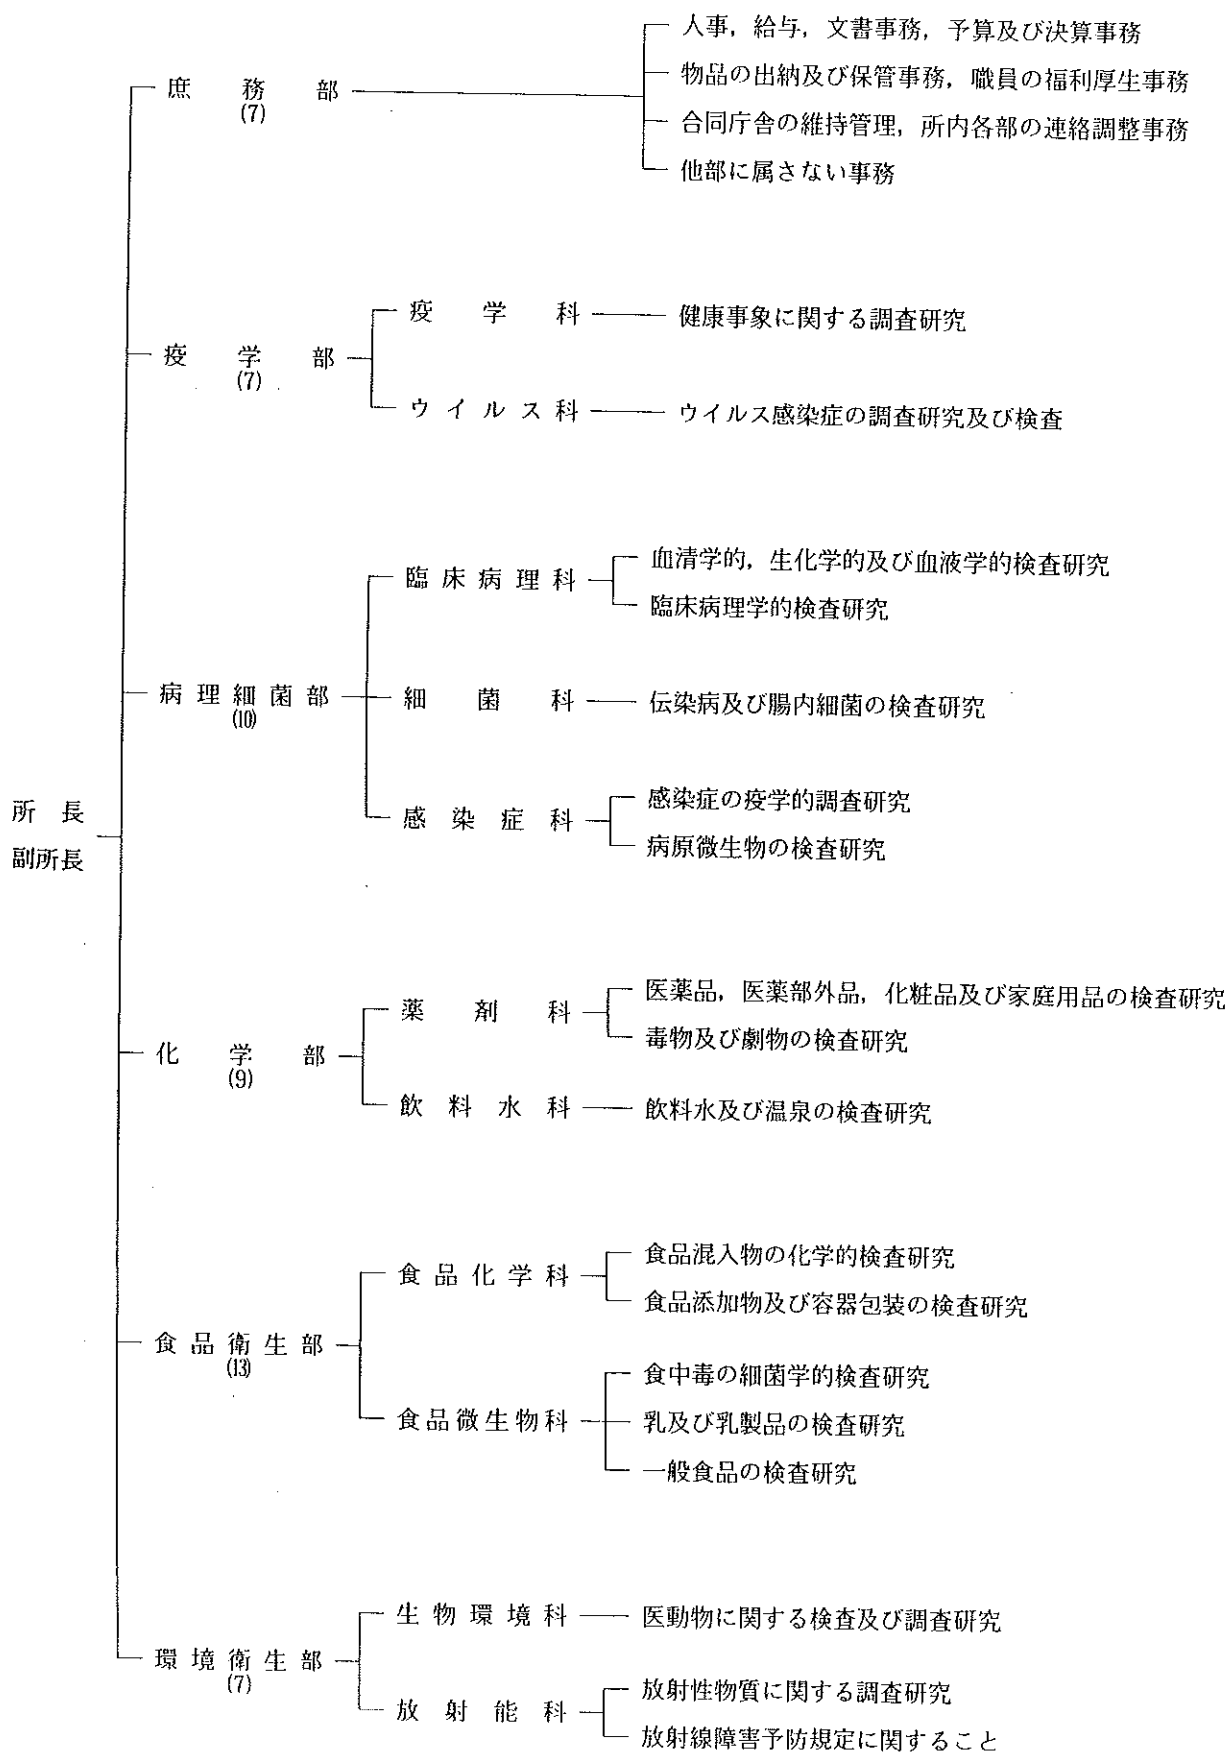 所長
副所長
庶務部
(7)
人事，給与，文書事務，予算及び決算事務
物品の出納及び保管事務，職員の福利厚生事務
合同庁舎の維持管理，所内各部の連絡調整事務
他部に属さない事務
疫学部
(7)
疫学科
健康事象に関する調査研究
ウイルス科
ウイルス感染症の調査研究及び検査
病理細菌部
(10)
臨床病理科
血清学的，生化学的及び血液学的検査研究
臨床病理学的検査研究
細菌科
伝染病及び腸内細菌の検査研究
感染症科
感染症の疫学的調査研究
病原微生物の検査研究
化学部
(9)
薬剤科
医薬品，医薬部外品，化粧品及び家庭用品の検査研究
毒物及び劇物の検査研究
飲料水科
飲料水及び温泉の検査研究
食品衛生部
(13)
食品化学科
食品混入物の化学的検査研究
食品添加物及び容器包装の検査研究
食品微生物科
食中毒の細菌学的検査研究
乳及び乳製品の検査研究
一般食品の検査研究
環境衛生部
(7)
生物環境科
医動物に関する検査及び調査研究
放射能科
放射性物質に関する調査研究
放射線障害予防規定に関すること